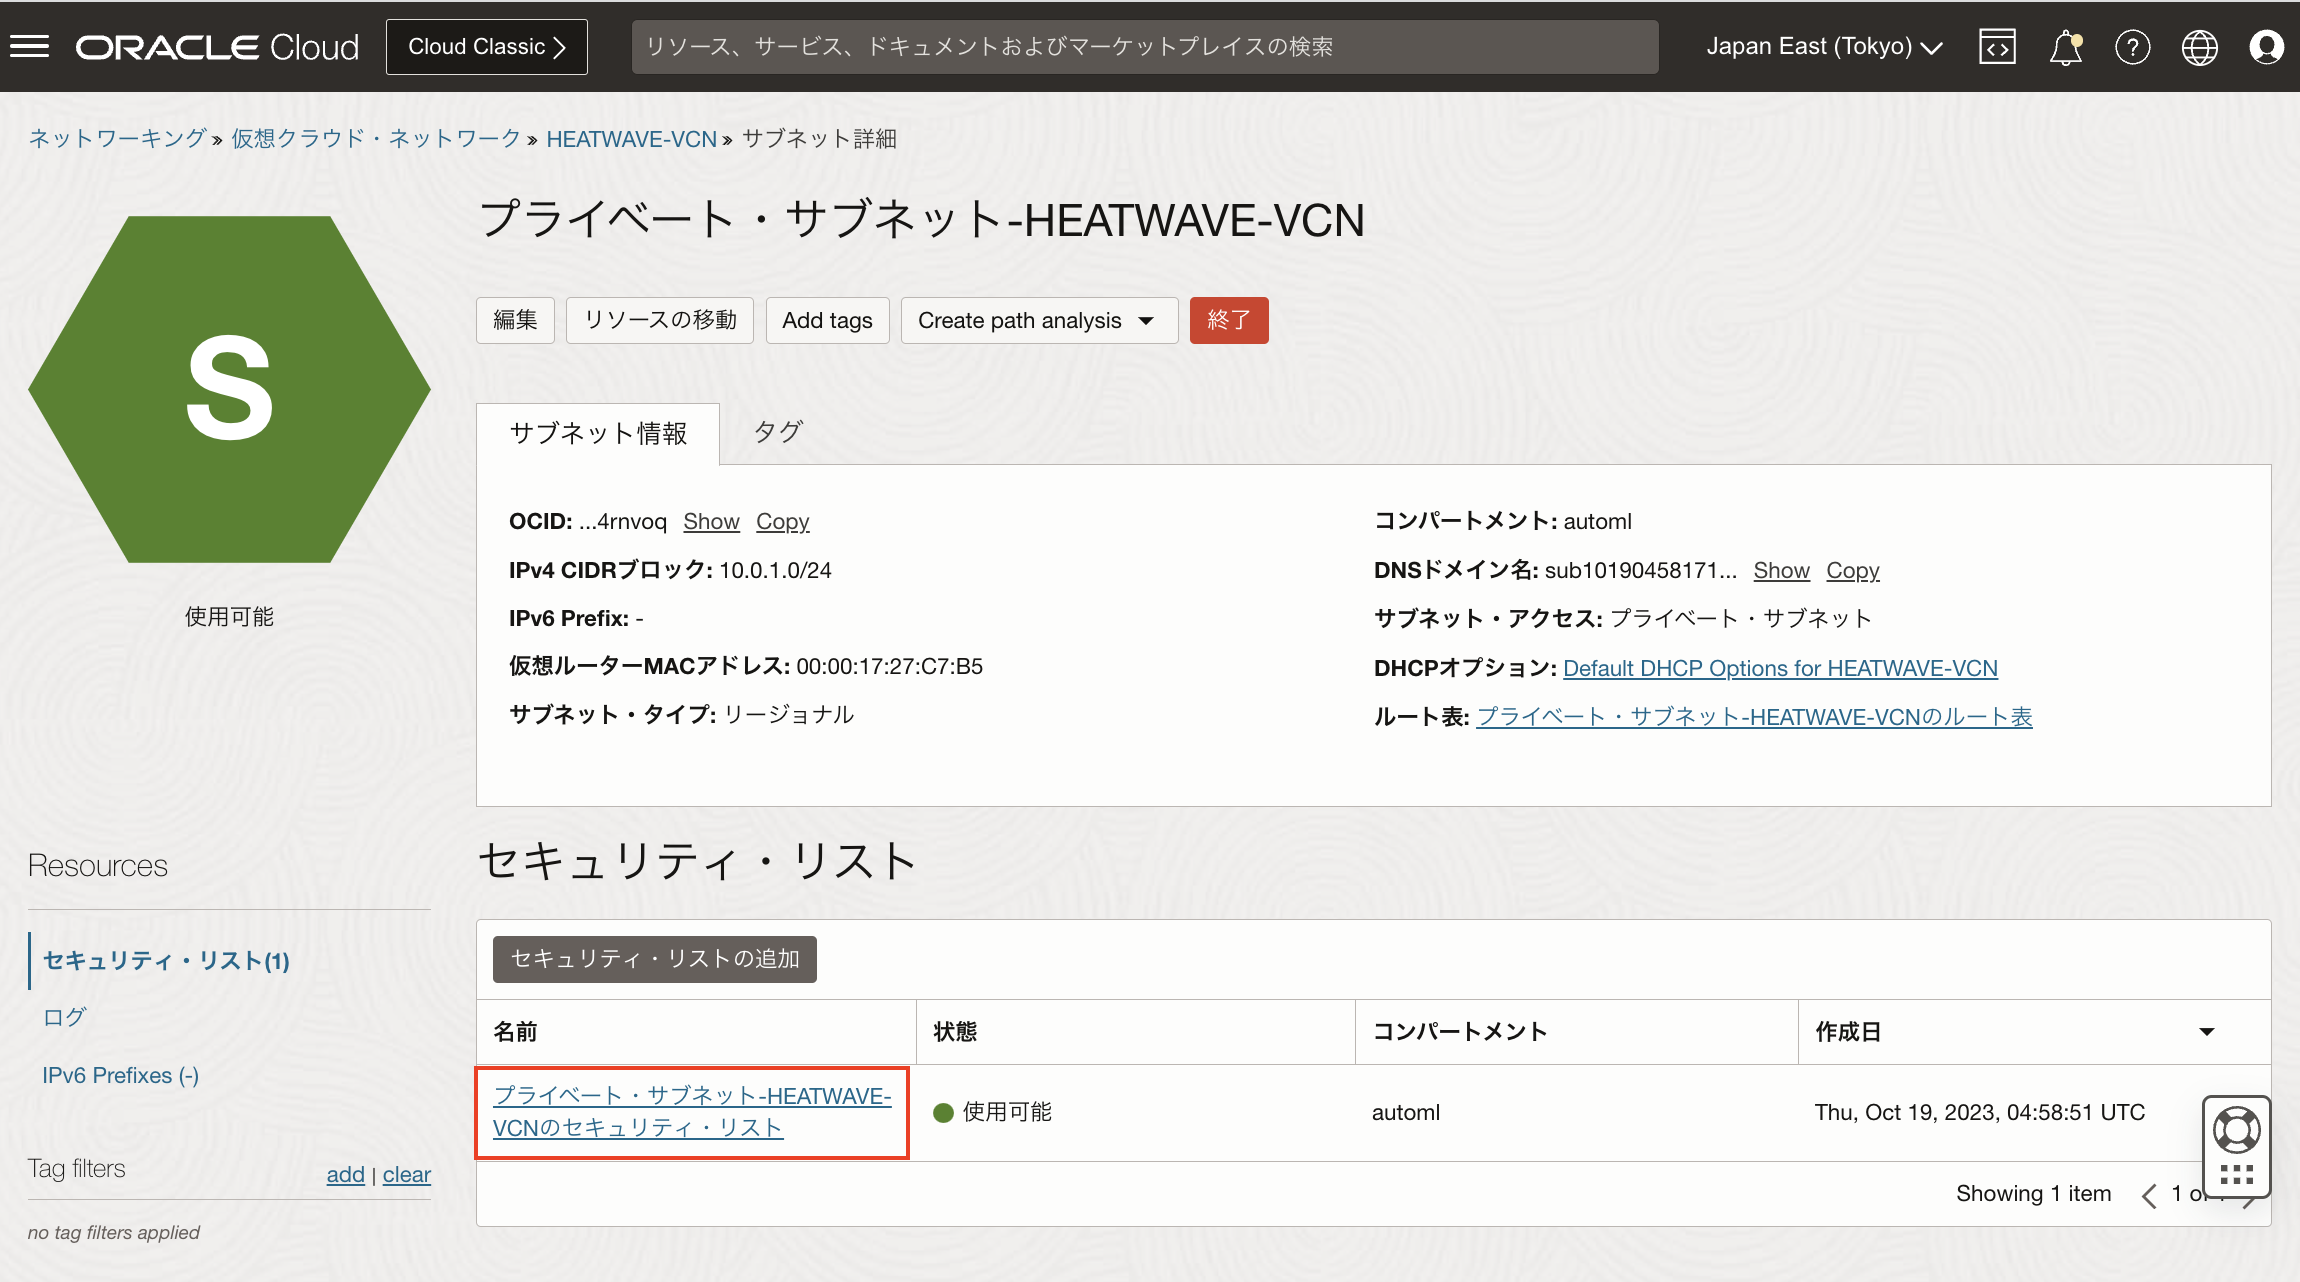 ORACLE Cloud
Cloud Classic
リソース、サービス、ドキュメントおよびマーケットプレイスの検索
Japan East (Tokyo)
ネットワーキング » 仮想クラウド・ネットワーク » HEATWAVE-VCN » サブネット詳細
プライベート・サブネット-HEATWAVE-VCN
S
使用可能
編集
リソースの移動
Add tags
Create path analysis
終了
サブネット情報
タグ
OCID: ...4rnvoq Show Copy
IPv4 CIDRブロック: 10.0.1.0/24
IPv6 Prefix: -
仮想ルーターMACアドレス: 00:00:17:27:C7:B5
サブネット・タイプ: リージョナル
コンパートメント: automl
DNSドメイン名: sub10190458171... Show Copy
サブネット・アクセス: プライベート・サブネット
DHCPオプション: Default DHCP Options for HEATWAVE-VCN
ルート表: プライベート・サブネット-HEATWAVE-VCNのルート表
Resources
セキュリティ・リスト(1)
ログ
IPv6 Prefixes (-)
Tag filters
add | clear
no tag filters applied
セキュリティ・リスト
セキュリティ・リストの追加
名前
状態
コンパートメント
作成日
プライベート・サブネット-HEATWAVE-
VCNのセキュリティ・リスト
使用可能
automl
Thu, Oct 19, 2023, 04:58:51 UTC
Showing 1 item
1 of